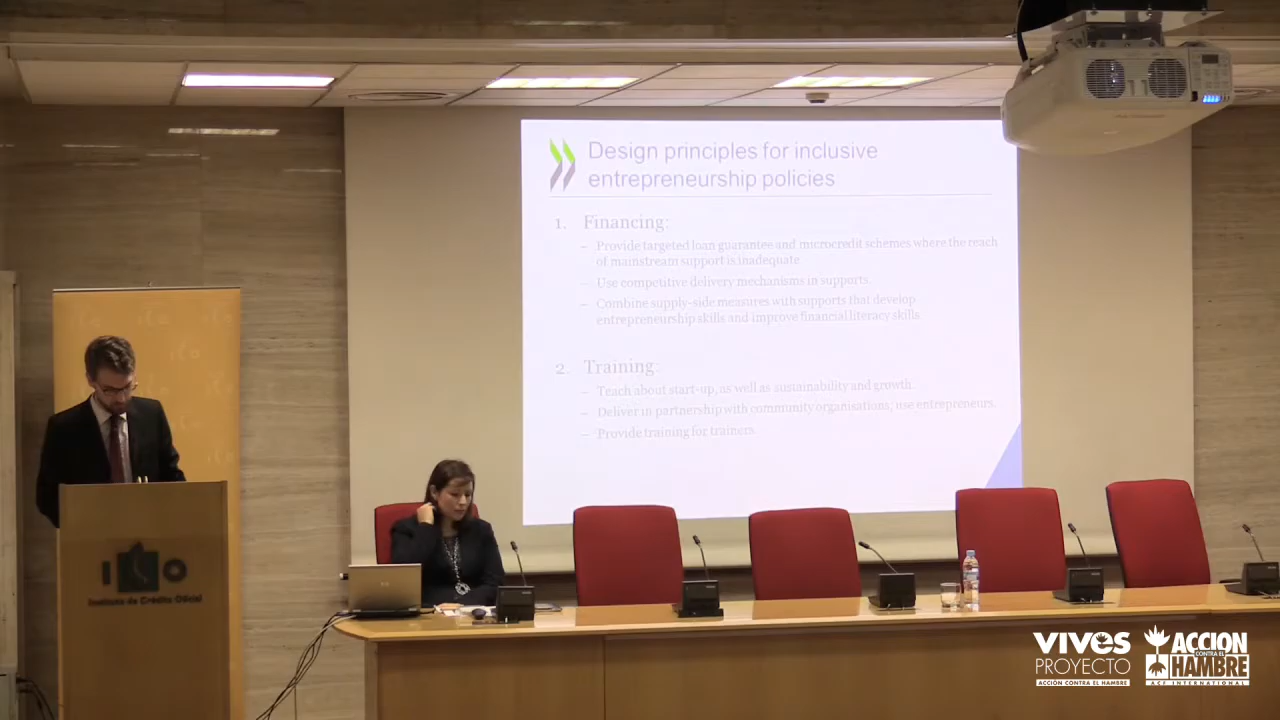 Design principles for inclusive
entrepreneurship policies
1. Financing:
– Provide targeted loan guarantee and microcredit schemes where the reach
of mainstream support is inadequate
– Use competitive delivery mechanisms in supports.
– Combine supply-side measures with supports that develop
entrepreneurship skills and improve financial literacy skills
2. Training:
– Teach about start-up, as well as sustainability and growth.
– Deliver in partnership with community organisations; use entrepreneurs.
– Provide training for trainers
ico
Instituto de Crédito Oficial
VIVES
PROYECTO
ACCIÓN CONTRA EL HAMBRE
ACCION
CONTRA EL
HAMBRE
ACF INTERNATIONAL